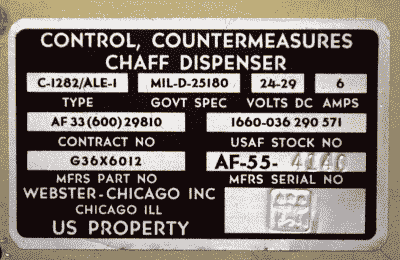 CONTROL, COUNTERMEASURES
CHAFF DISPENSER
C-1282/ALE-1 MIL-D-25180 24-29 6
TYPE GOVT SPEC VOLTS DC AMPS
AF 33(600)29810 1660-036 290 571
CONTRACT NO USAF STOCK NO
G36X6012 AF-55-4140
MFRS PART NO MFRS SERIAL NO
WEBSTER-CHICAGO INC
CHICAGO ILL
US PROPERTY